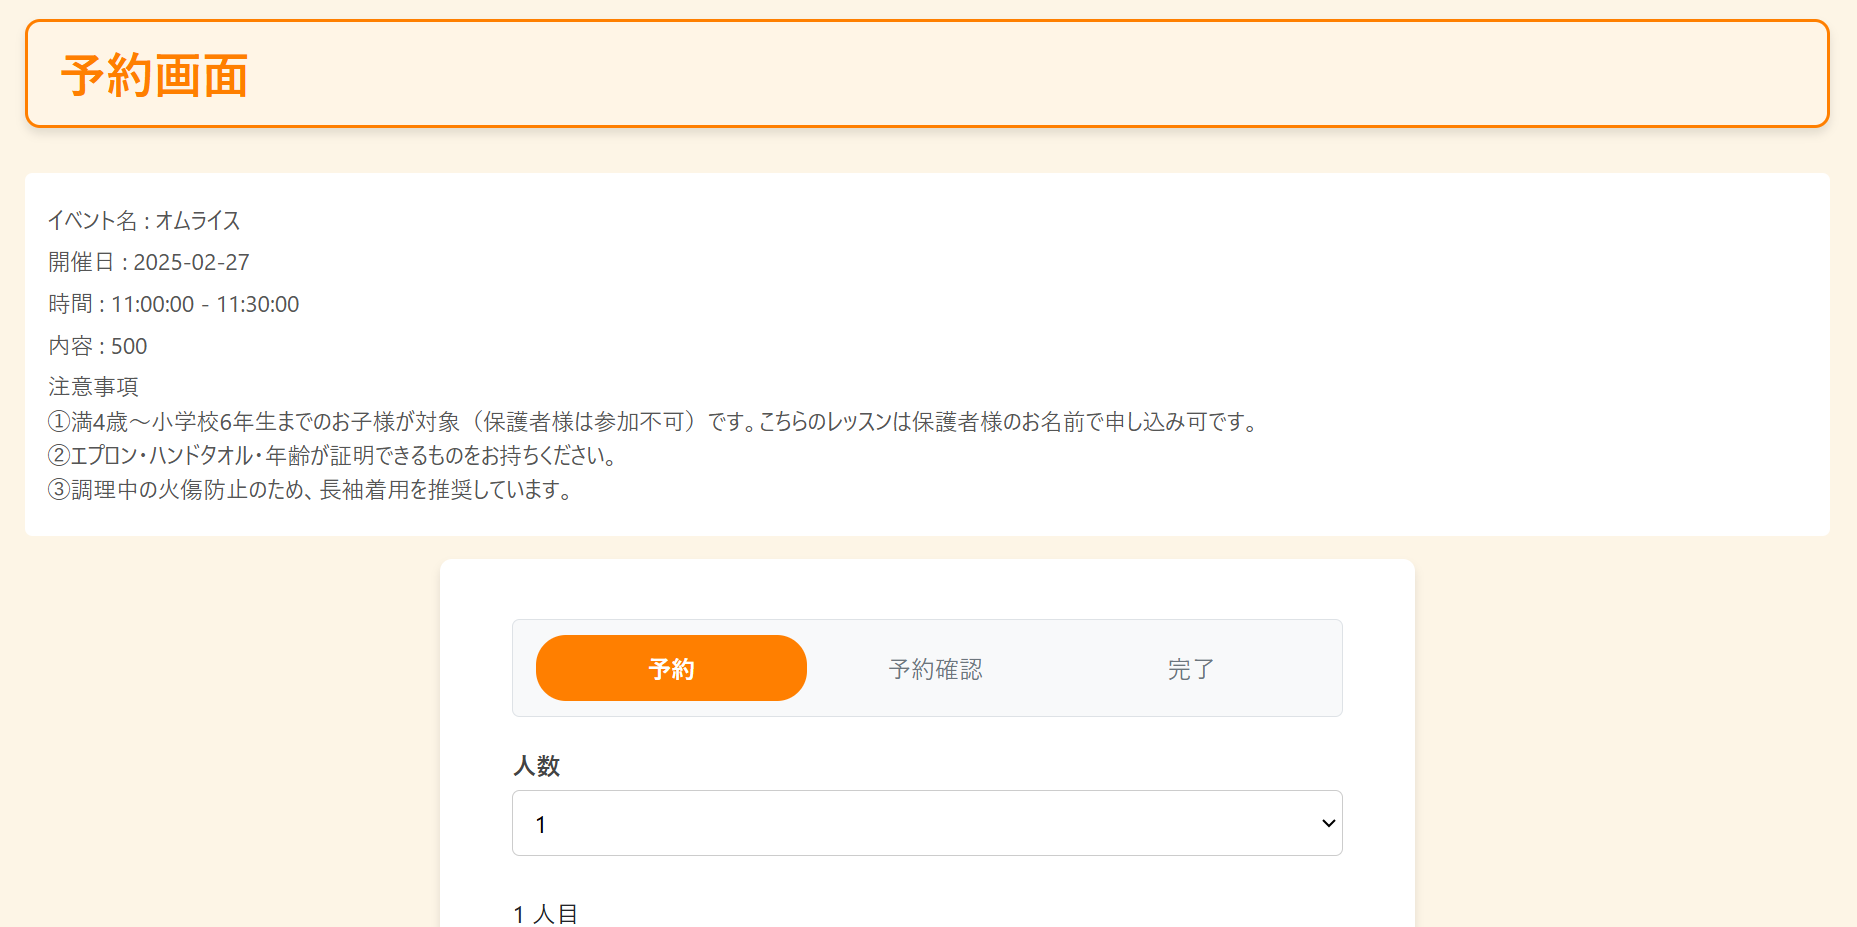 予約画面
イベント名 : オムライス
開催日 : 2025-02-27
時間 : 11:00:00 - 11:30:00
内容 : 500
注意事項
①満4歳～小学校6年生までのお子様が対象（保護者様は参加不可）です。こちらのレッスンは保護者様のお名前で申し込み可です。
②エプロン・ハンドタオル・年齢が証明できるものをお持ちください。
③調理中の火傷防止のため、長袖着用を推奨しています。
予約 予約確認 完了
人数
1
1 人目